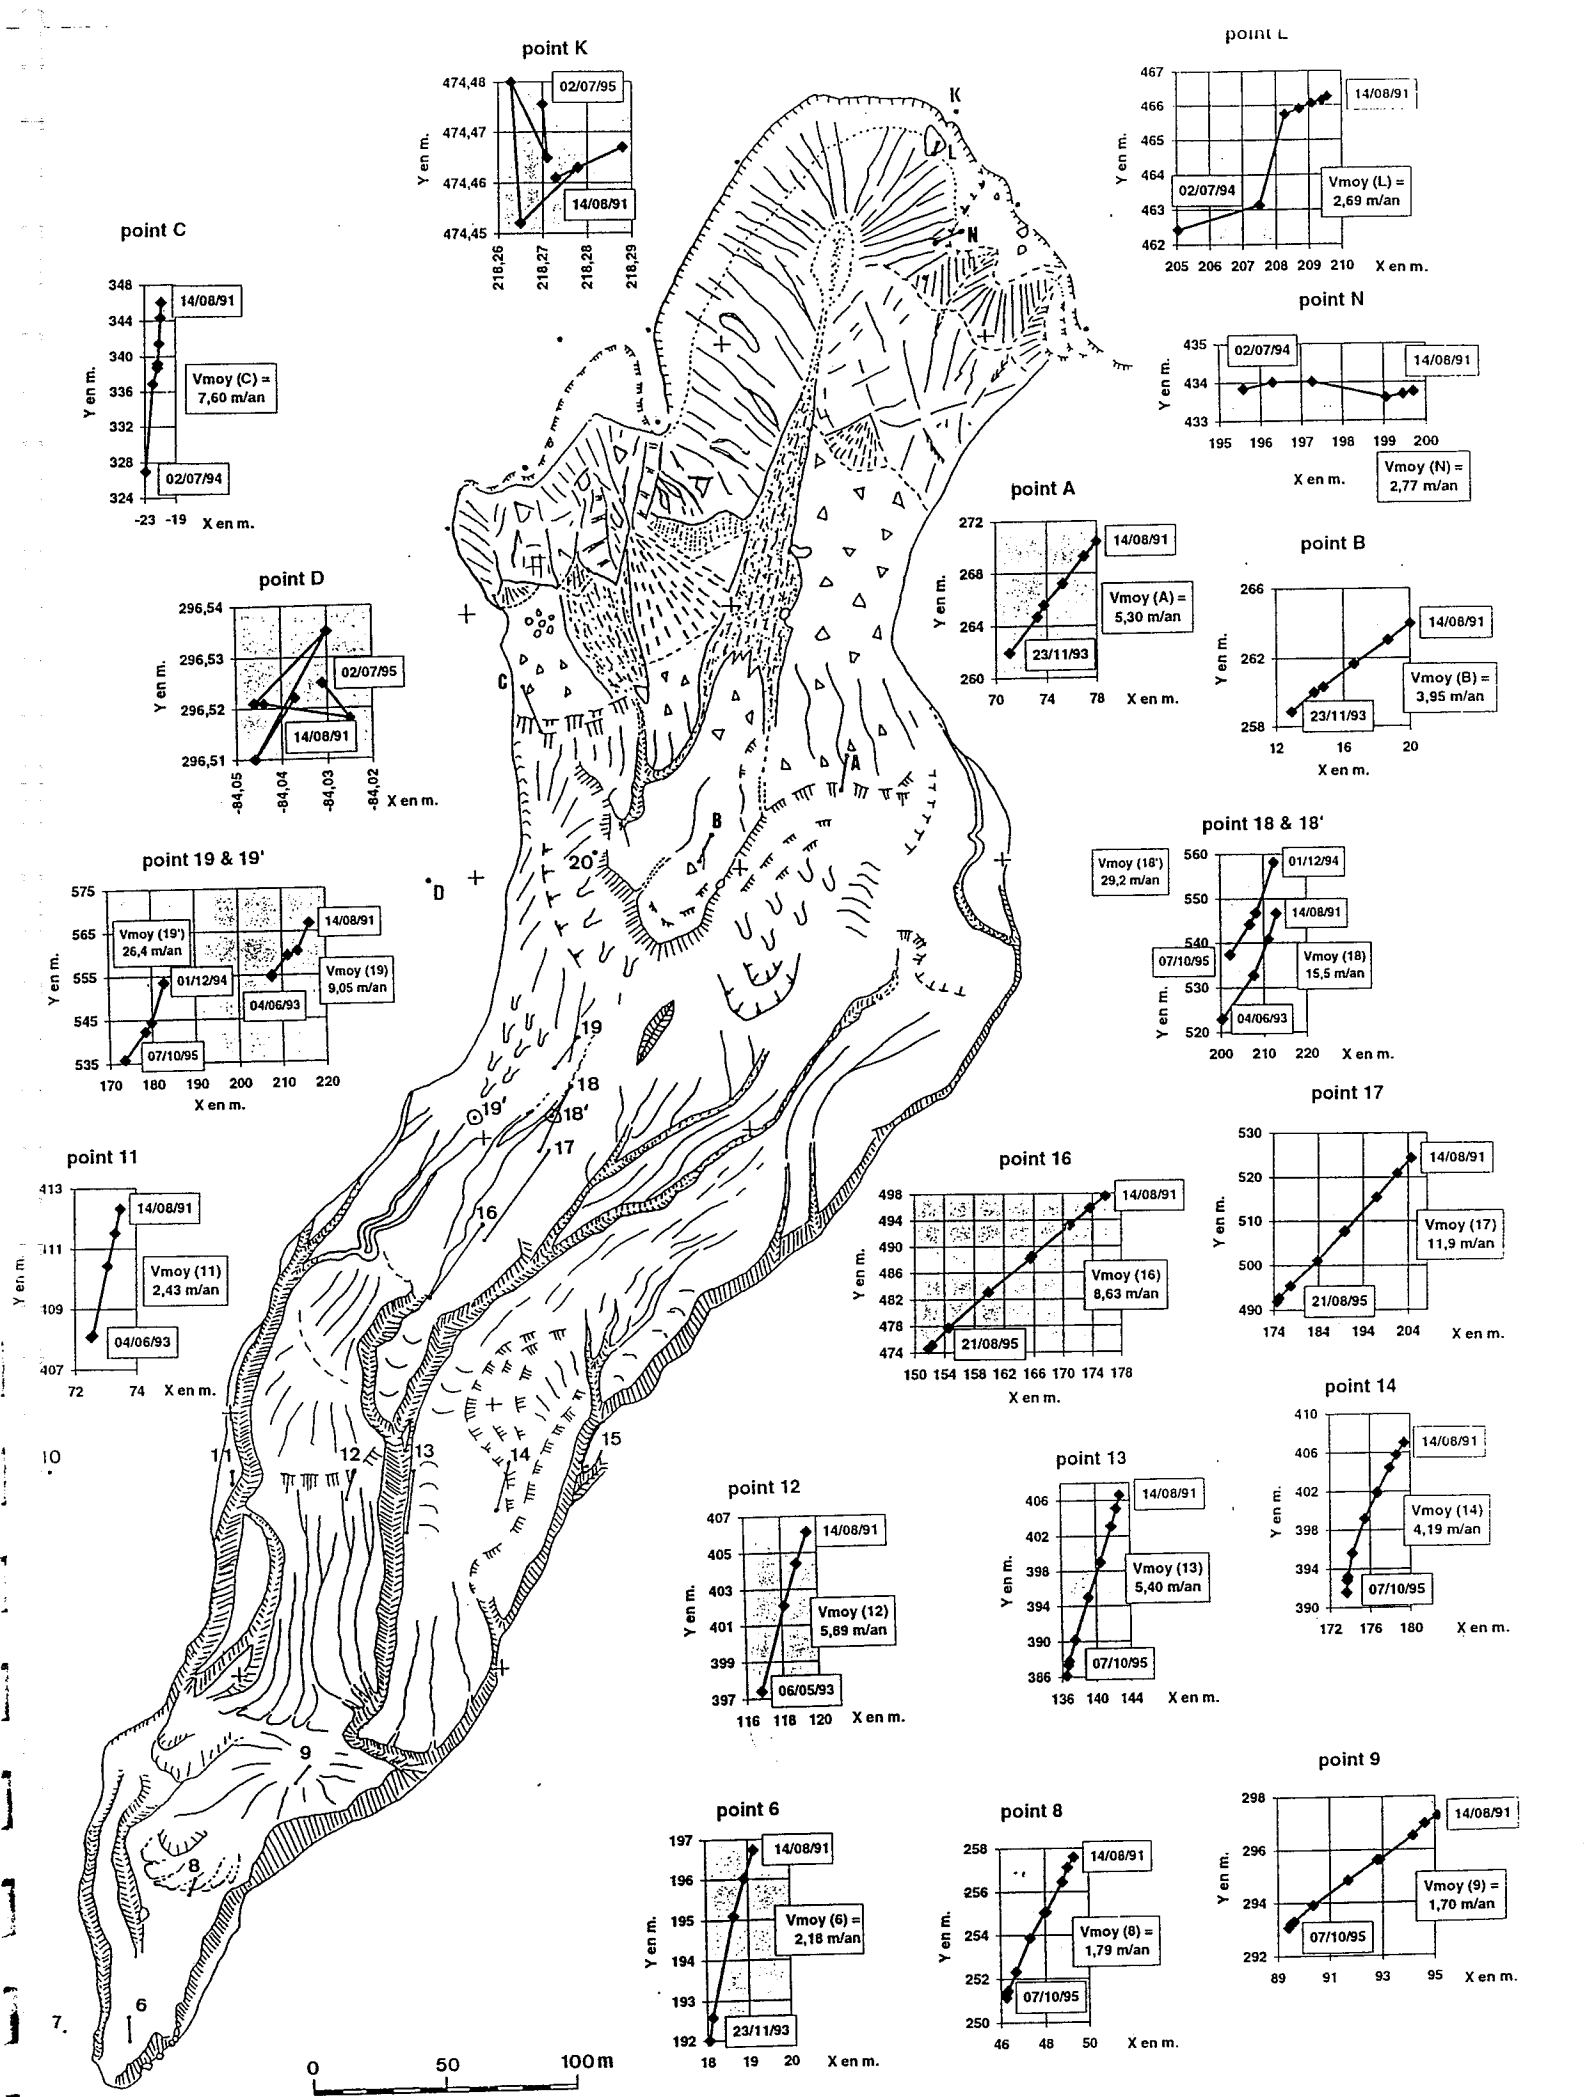 point K
474,48
474,47
474,46
474,45
Y en m.
02/07/95
14/08/91
218,26
218,27
218,28
218,29
point L
467
466
465
464
463
462
Y en m.
14/08/91
02/07/94
Vmoy (L) =
2,69 m/an
205 206 207 208 209 210 X en m.
point C
348
344
340
336
332
328
324
Y en m.
14/08/91
Vmoy (C) =
7,60 m/an
02/07/94
-23 -19 X en m.
point N
435
434
433
Y en m.
02/07/94
14/08/91
195 196 197 198 199 200
X en m.
Vmoy (N) =
2,77 m/an
point A
272
268
264
260
Y en m.
14/08/91
Vmoy (A) =
5,30 m/an
23/11/93
70 74 78 X en m.
point B
266
262
258
Y en m.
14/08/91
Vmoy (B) =
3,95 m/an
23/11/93
12 16 20
X en m.
point D
296,54
296,53
296,52
296,51
Y en m.
02/07/95
14/08/91
-84,05
-84,04
-84,03
-84,02
X en m.
point 18 & 18'
Vmoy (18')
29,2 m/an
560
550
540
530
520
Y en m.
01/12/94
14/08/91
07/10/95
Vmoy (18)
15,5 m/an
04/06/93
200 210 220 X en m.
point 19 & 19'
575
565
555
545
535
Y en m.
14/08/91
Vmoy (19')
26,4 m/an
01/12/94
Vmoy (19)
9,05 m/an
04/06/93
07/10/95
170 180 190 200 210 220
X en m.
point 17
530
520
510
500
490
Y en m.
14/08/91
Vmoy (17)
11,9 m/an
21/08/95
174 184 194 204 X en m.
point 11
413
411
409
407
Y en m.
14/08/91
Vmoy (11)
2,43 m/an
04/06/93
72 74 X en m.
point 16
498
494
490
486
482
478
474
Y en m.
14/08/91
Vmoy (16)
8,63 m/an
21/08/95
150 154 158 162 166 170 174 178
X en m.
point 14
410
406
402
398
394
390
Y en m.
14/08/91
Vmoy (14)
4,19 m/an
07/10/95
172 176 180 X en m.
point 13
406
402
398
394
390
386
Y en m.
14/08/91
Vmoy (13)
5,40 m/an
07/10/95
136 140 144 X en m.
point 12
407
405
403
401
399
397
Y en m.
14/08/91
Vmoy (12)
5,69 m/an
06/05/93
116 118 120 X en m.
point 9
298
296
294
292
Y en m.
14/08/91
Vmoy (9) =
1,70 m/an
07/10/95
89 91 93 95 X en m.
point 6
197
196
195
194
193
192
Y en m.
14/08/91
Vmoy (6) =
2,18 m/an
23/11/93
18 19 20 X en m.
point 8
258
256
254
252
250
Y en m.
14/08/91
Vmoy (8) =
1,79 m/an
07/10/95
46 48 50 X en m.
K
L
N
C
A
B
20
D
19
18
19'
18'
17
16
10
11
12
13
14
15
9
8
7
6
0 50 100 m